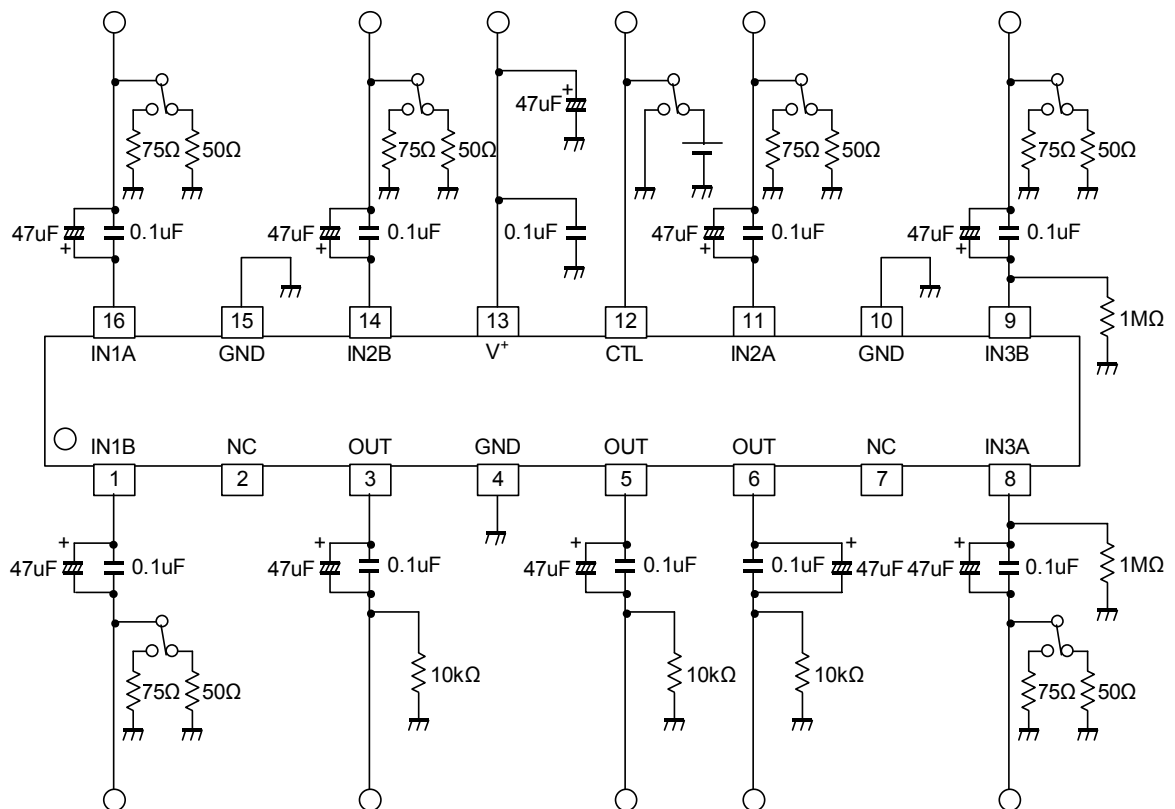 47uF
75Ω 50Ω 75Ω 50Ω 75Ω 50Ω 75Ω 50Ω
47uF 0.1uF 47uF 0.1uF 0.1uF 47uF 0.1uF 47uF 0.1uF
16 15 14 13 12 11 10 9 1MΩ
IN1A GND IN2B V+ CTL IN2A GND IN3B
IN1B NC OUT GND OUT OUT NC IN3A
1 2 3 4 5 6 7 8
47uF 0.1uF 47uF 0.1uF 47uF 0.1uF 0.1uF 47uF 47uF 0.1uF 1MΩ
75Ω 50Ω 10kΩ 10kΩ 10kΩ 75Ω 50Ω